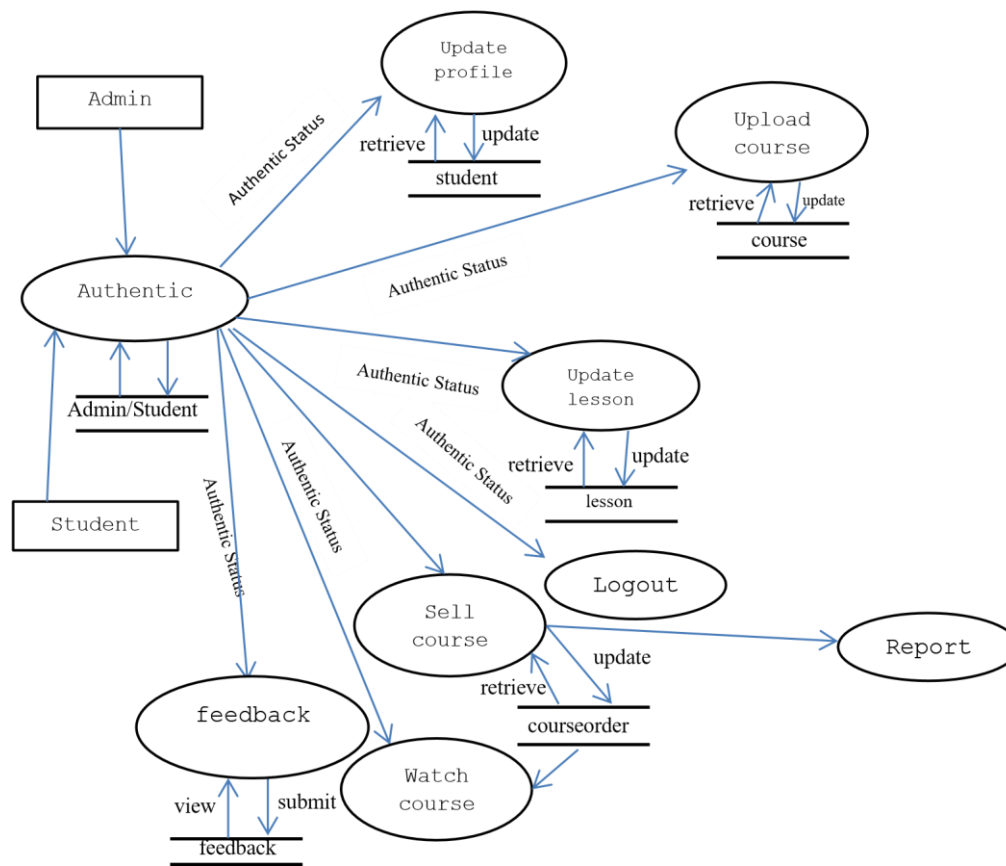 Update
profile
Admin
Upload
course
Authentic Status
retrieve
update
student
retrieve
update
course
Authentic
Authentic Status
Authentic Status
Update
lesson
Admin/Student
Authentic Status
retrieve
update
lesson
Student
Authentic Status
Authentic Status
Logout
Sell
course
Report
update
retrieve
feedback
courseorder
Watch
course
view
submit
feedback